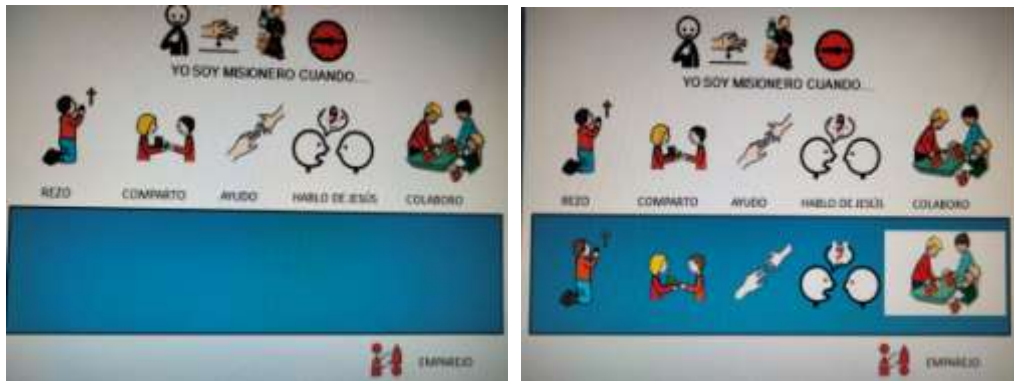 YO SOY MISIONERO CUANDO...
REZO COMPARTO AYUDO HABLO DE JESÚS COLABORO
EMPAREJO
YO SOY MISIONERO CUANDO...
REZO COMPARTO AYUDO HABLO DE JESÚS COLABORO
EMPAREJO